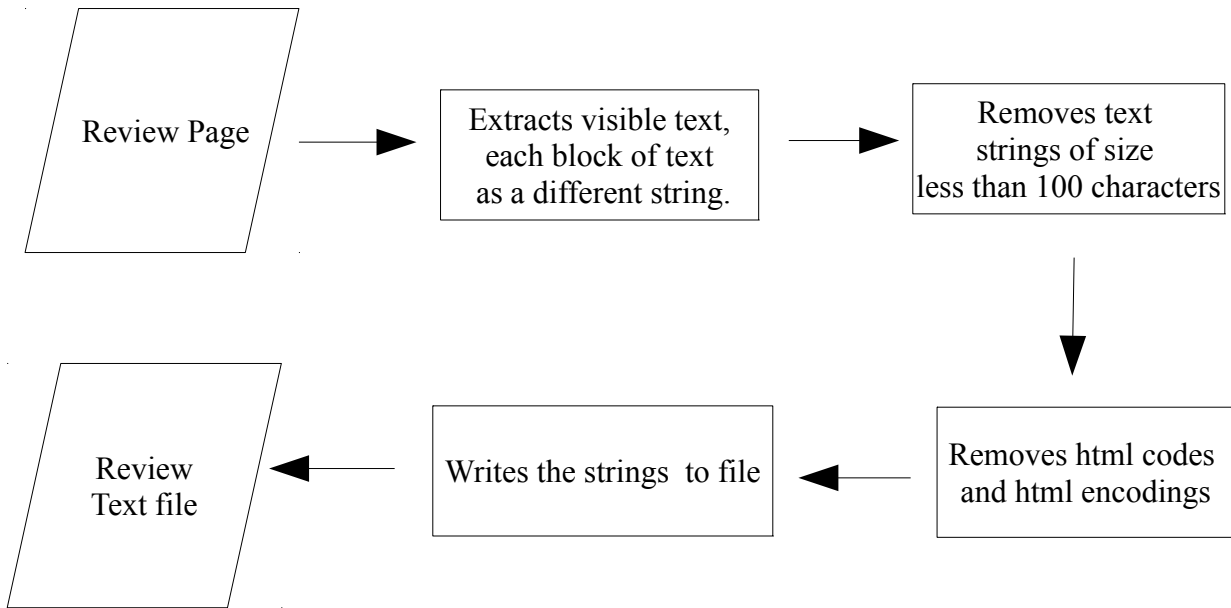 Review Page
Extracts visible text,
each block of text
as a different string.
Removes text
strings of size
less than 100 characters
Removes html codes
and html encodings
Writes the strings  to file
Review
Text file